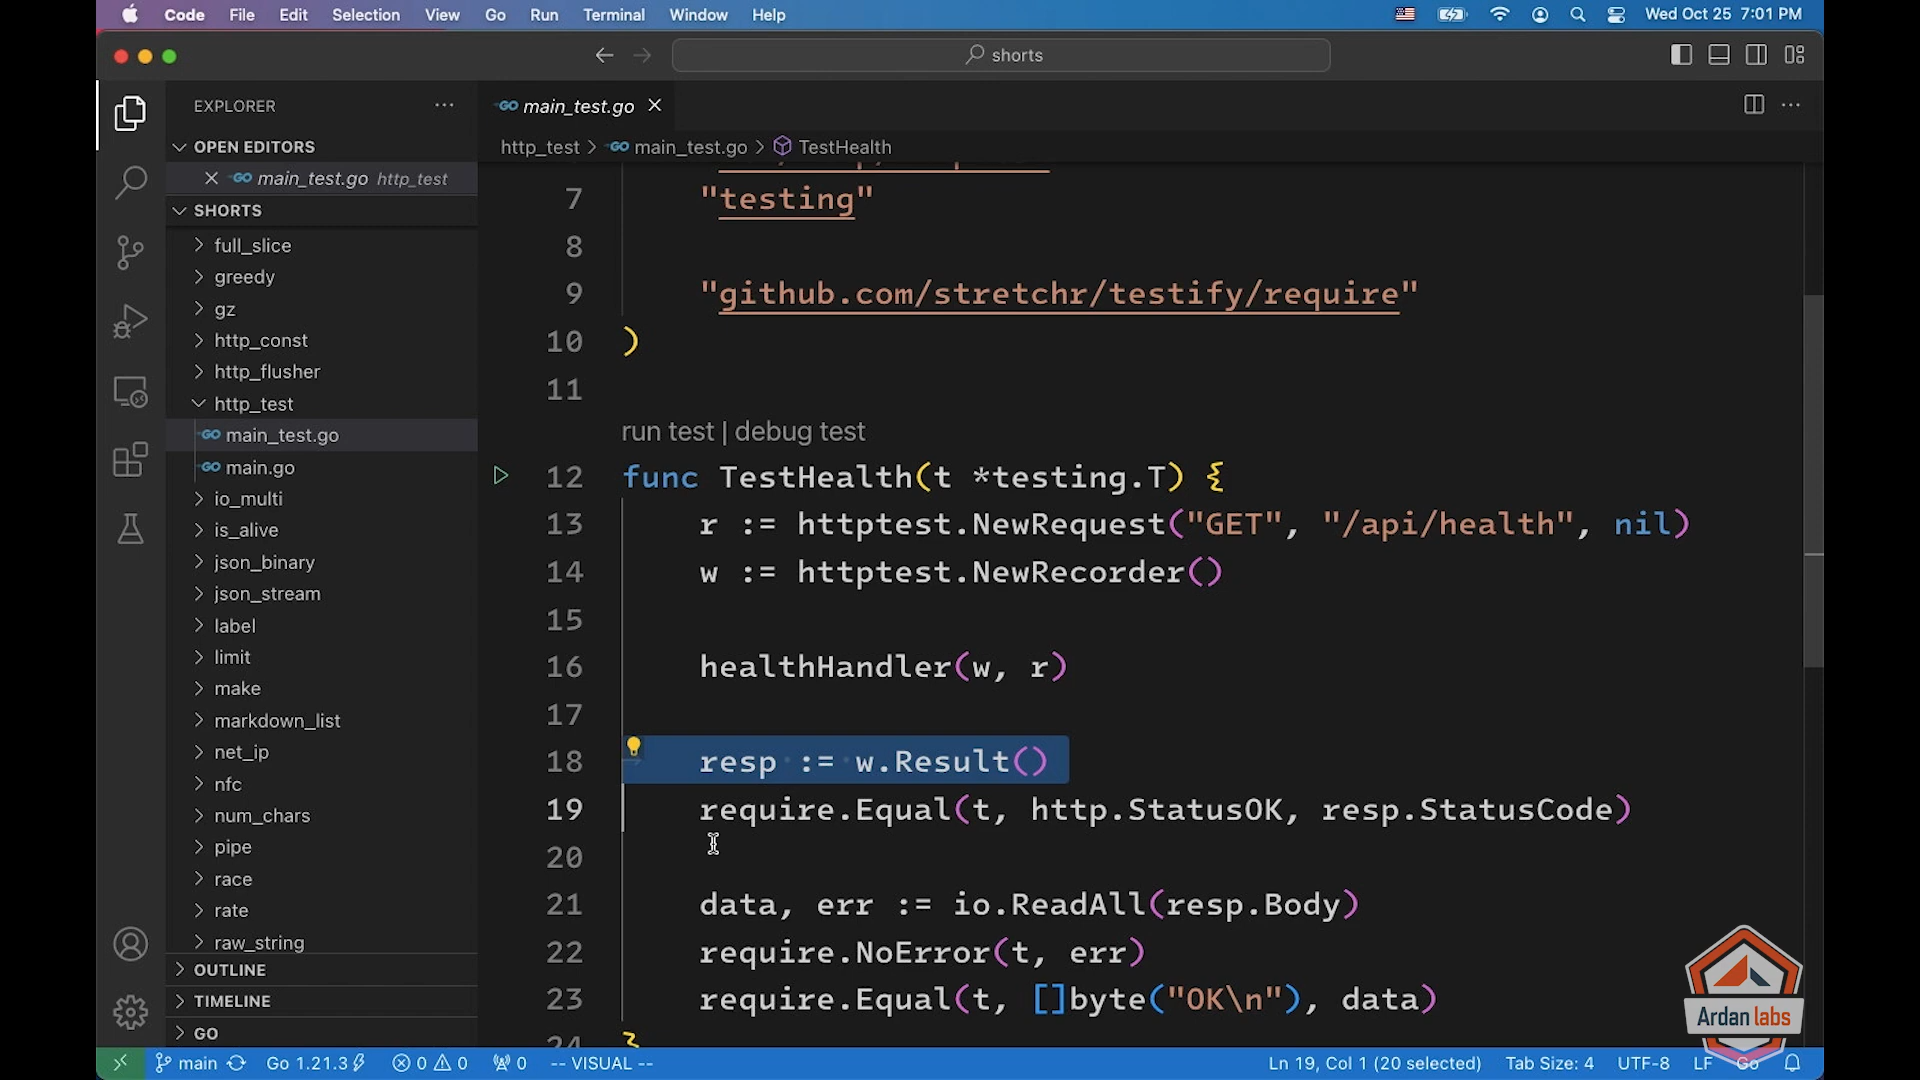 Code File Edit Selection View Go Run Terminal Window Help Wed Oct 25 7:01 PM
shorts
EXPLORER
main_test.go
OPEN EDITORS
http_test > main_test.go > TestHealth
main_test.go http_test
SHORTS
full_slice
greedy
gz
http_const
http_flusher
http_test
main_test.go
main.go
io_multi
is_alive
json_binary
json_stream
label
limit
make
markdown_list
net_ip
nfc
num_chars
pipe
race
rate
raw_string
OUTLINE
TIMELINE
GO
7 "testing"
8
9 "github.com/stretchr/testify/require"
10 )
11
run test | debug test
12 func TestHealth(t *testing.T) {
13 r := httptest.NewRequest("GET", "/api/health", nil)
14 w := httptest.NewRecorder()
15
16 healthHandler(w, r)
17
18 resp := w.Result()
19 require.Equal(t, http.StatusOK, resp.StatusCode)
20
21 data, err := io.ReadAll(resp.Body)
22 require.NoError(t, err)
23 require.Equal(t, []byte("OK\n"), data)
24 }
Ardan labs
main Go 1.21.3 0 0 0 -- VISUAL -- Ln 19, Col 1 (20 selected) Tab Size: 4 UTF-8 LF Go